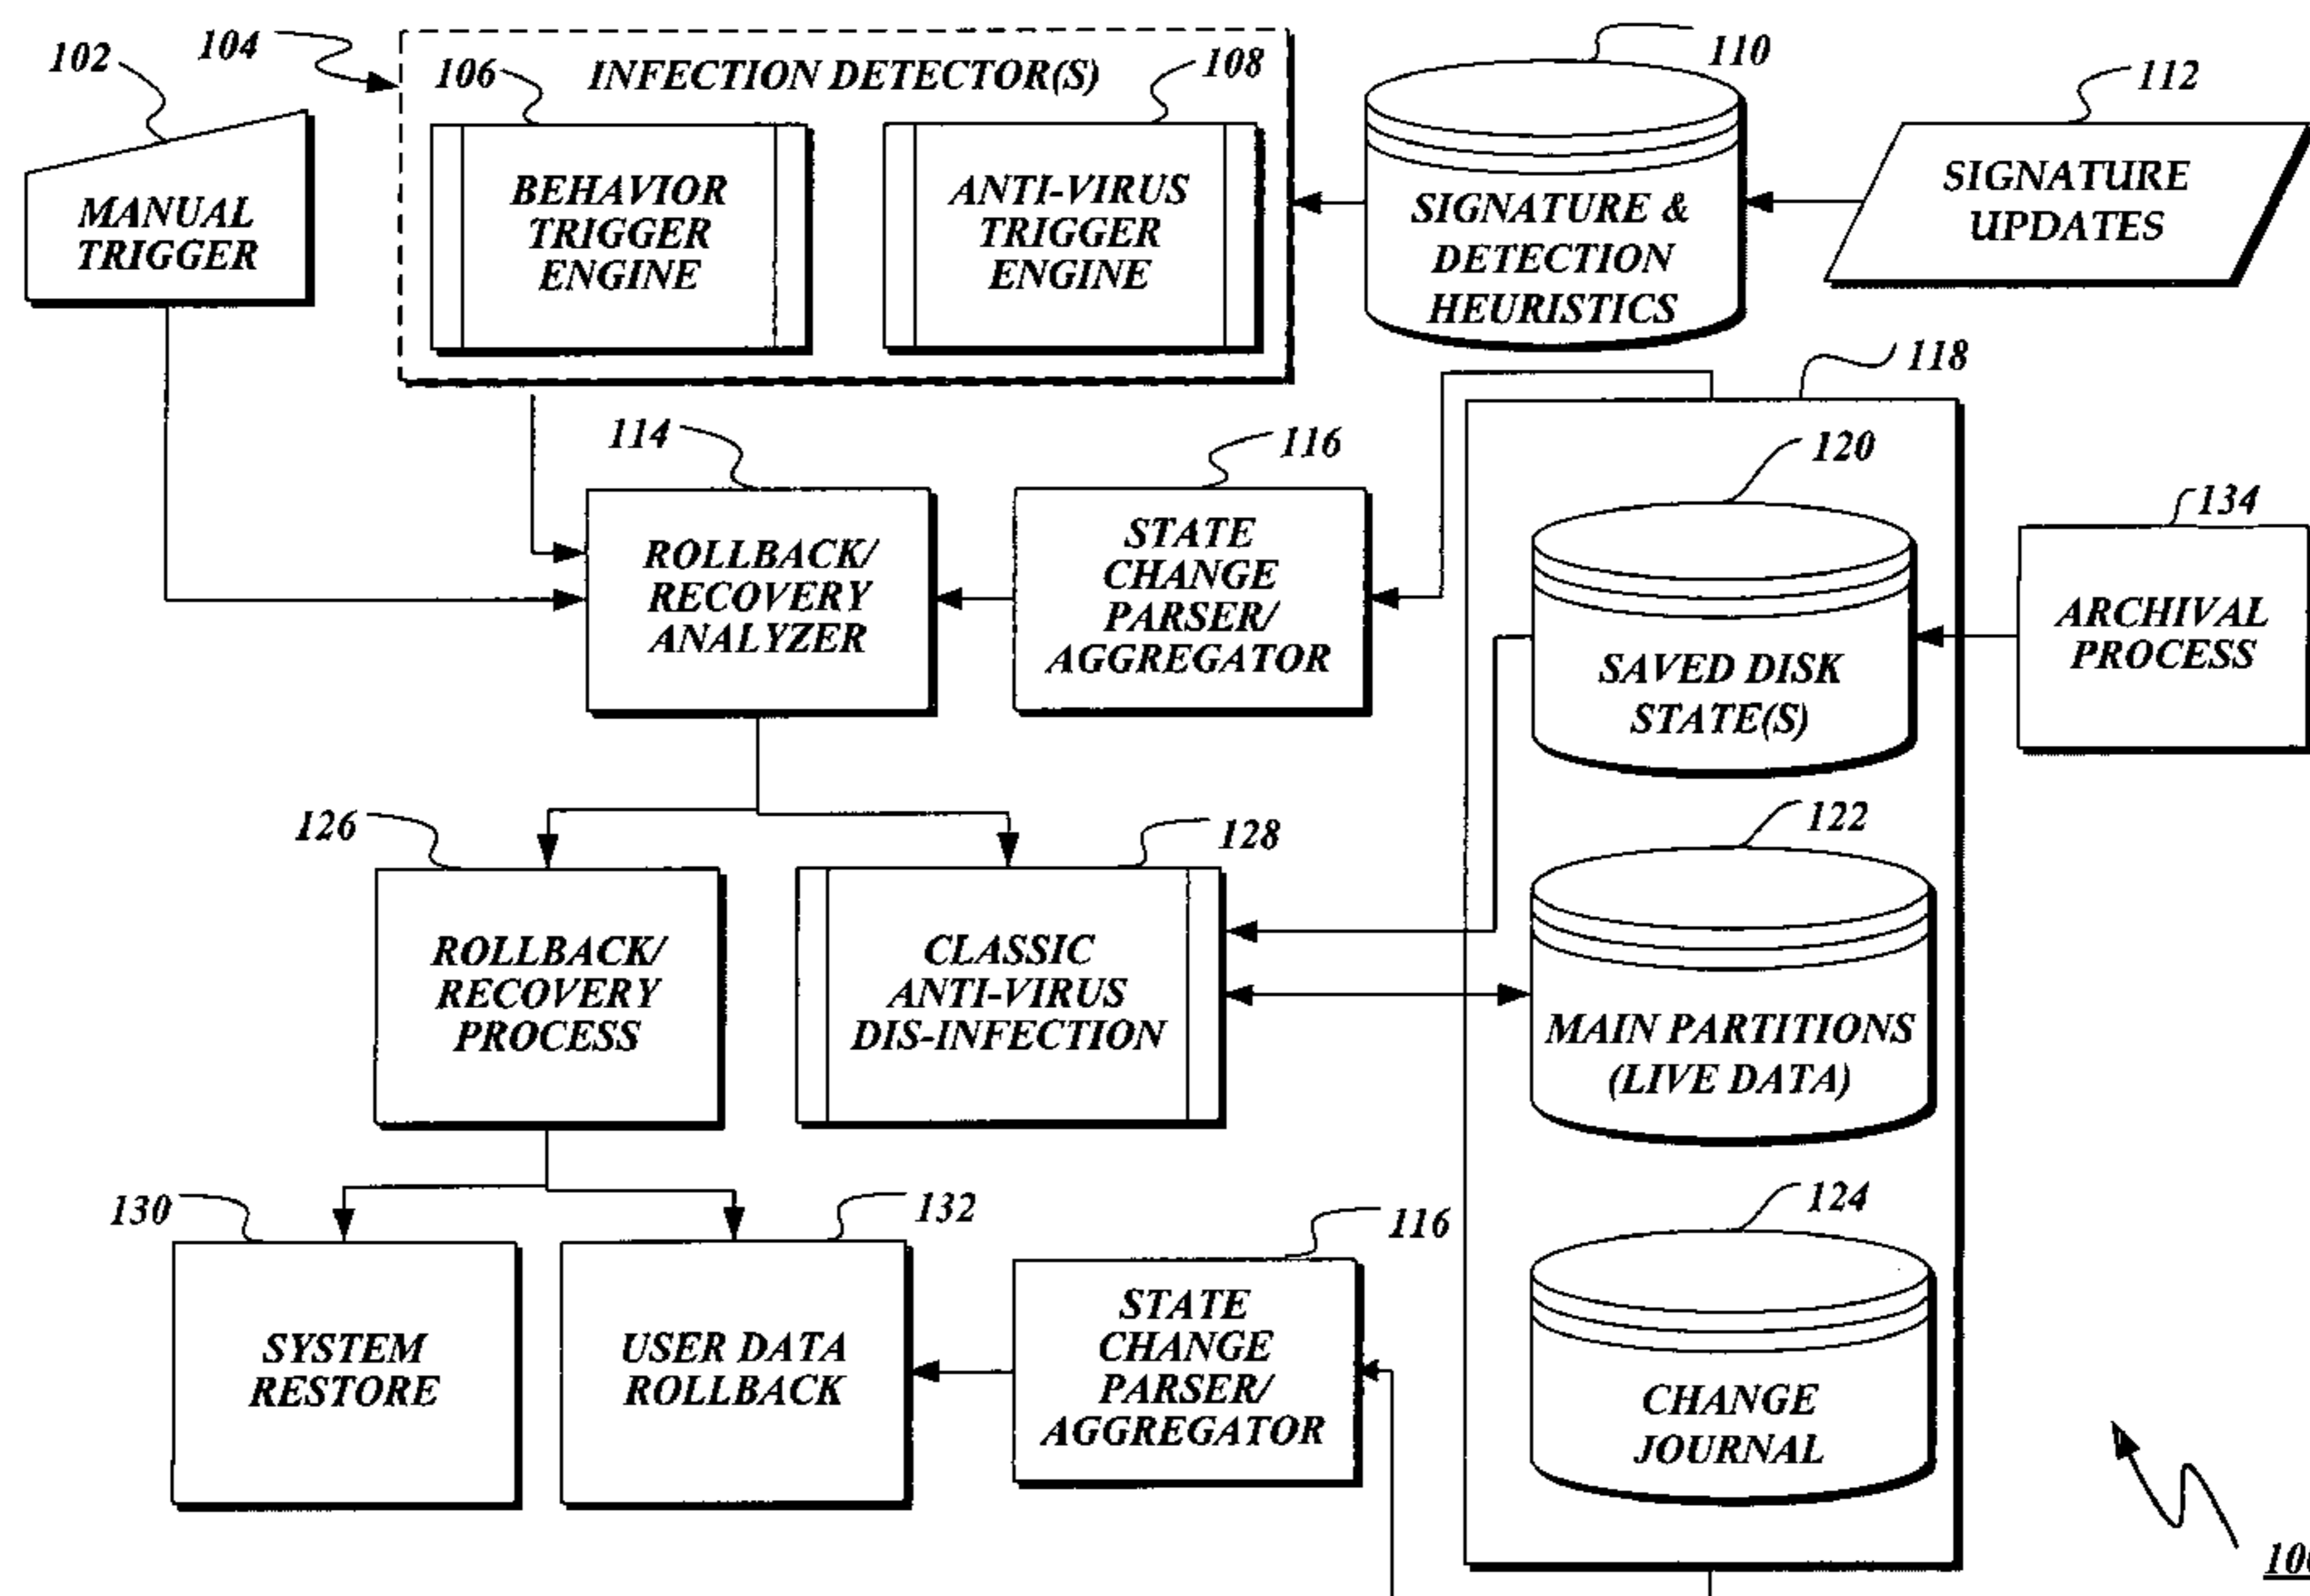 102
104
106
INFECTION DETECTOR(S)
108
110
112
MANUAL
TRIGGER
BEHAVIOR
TRIGGER
ENGINE
ANTI-VIRUS
TRIGGER
ENGINE
SIGNATURE &
DETECTION
HEURISTICS
SIGNATURE
UPDATES
114
116
118
120
134
ROLLBACK/
RECOVERY
ANALYZER
STATE
CHANGE
PARSER/
AGGREGATOR
SAVED DISK
STATE(S)
ARCHIVAL
PROCESS
126
128
122
ROLLBACK/
RECOVERY
PROCESS
CLASSIC
ANTI-VIRUS
DIS-INFECTION
MAIN PARTITIONS
(LIVE DATA)
130
132
116
124
SYSTEM
RESTORE
USER DATA
ROLLBACK
STATE
CHANGE
PARSER/
AGGREGATOR
CHANGE
JOURNAL